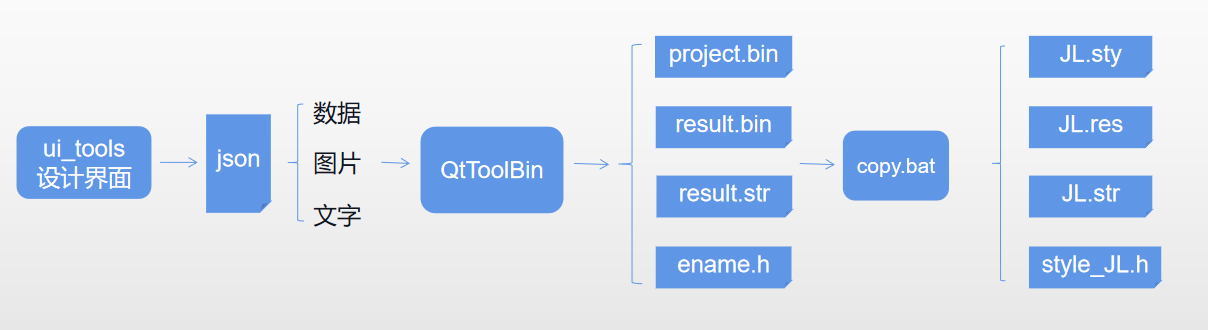 ui_tools
设计界面
json
数据
图片
文字
QtToolBin
project.bin
result.bin
result.str
ename.h
copy.bat
JL.sty
JL.res
JL.str
style_JL.h